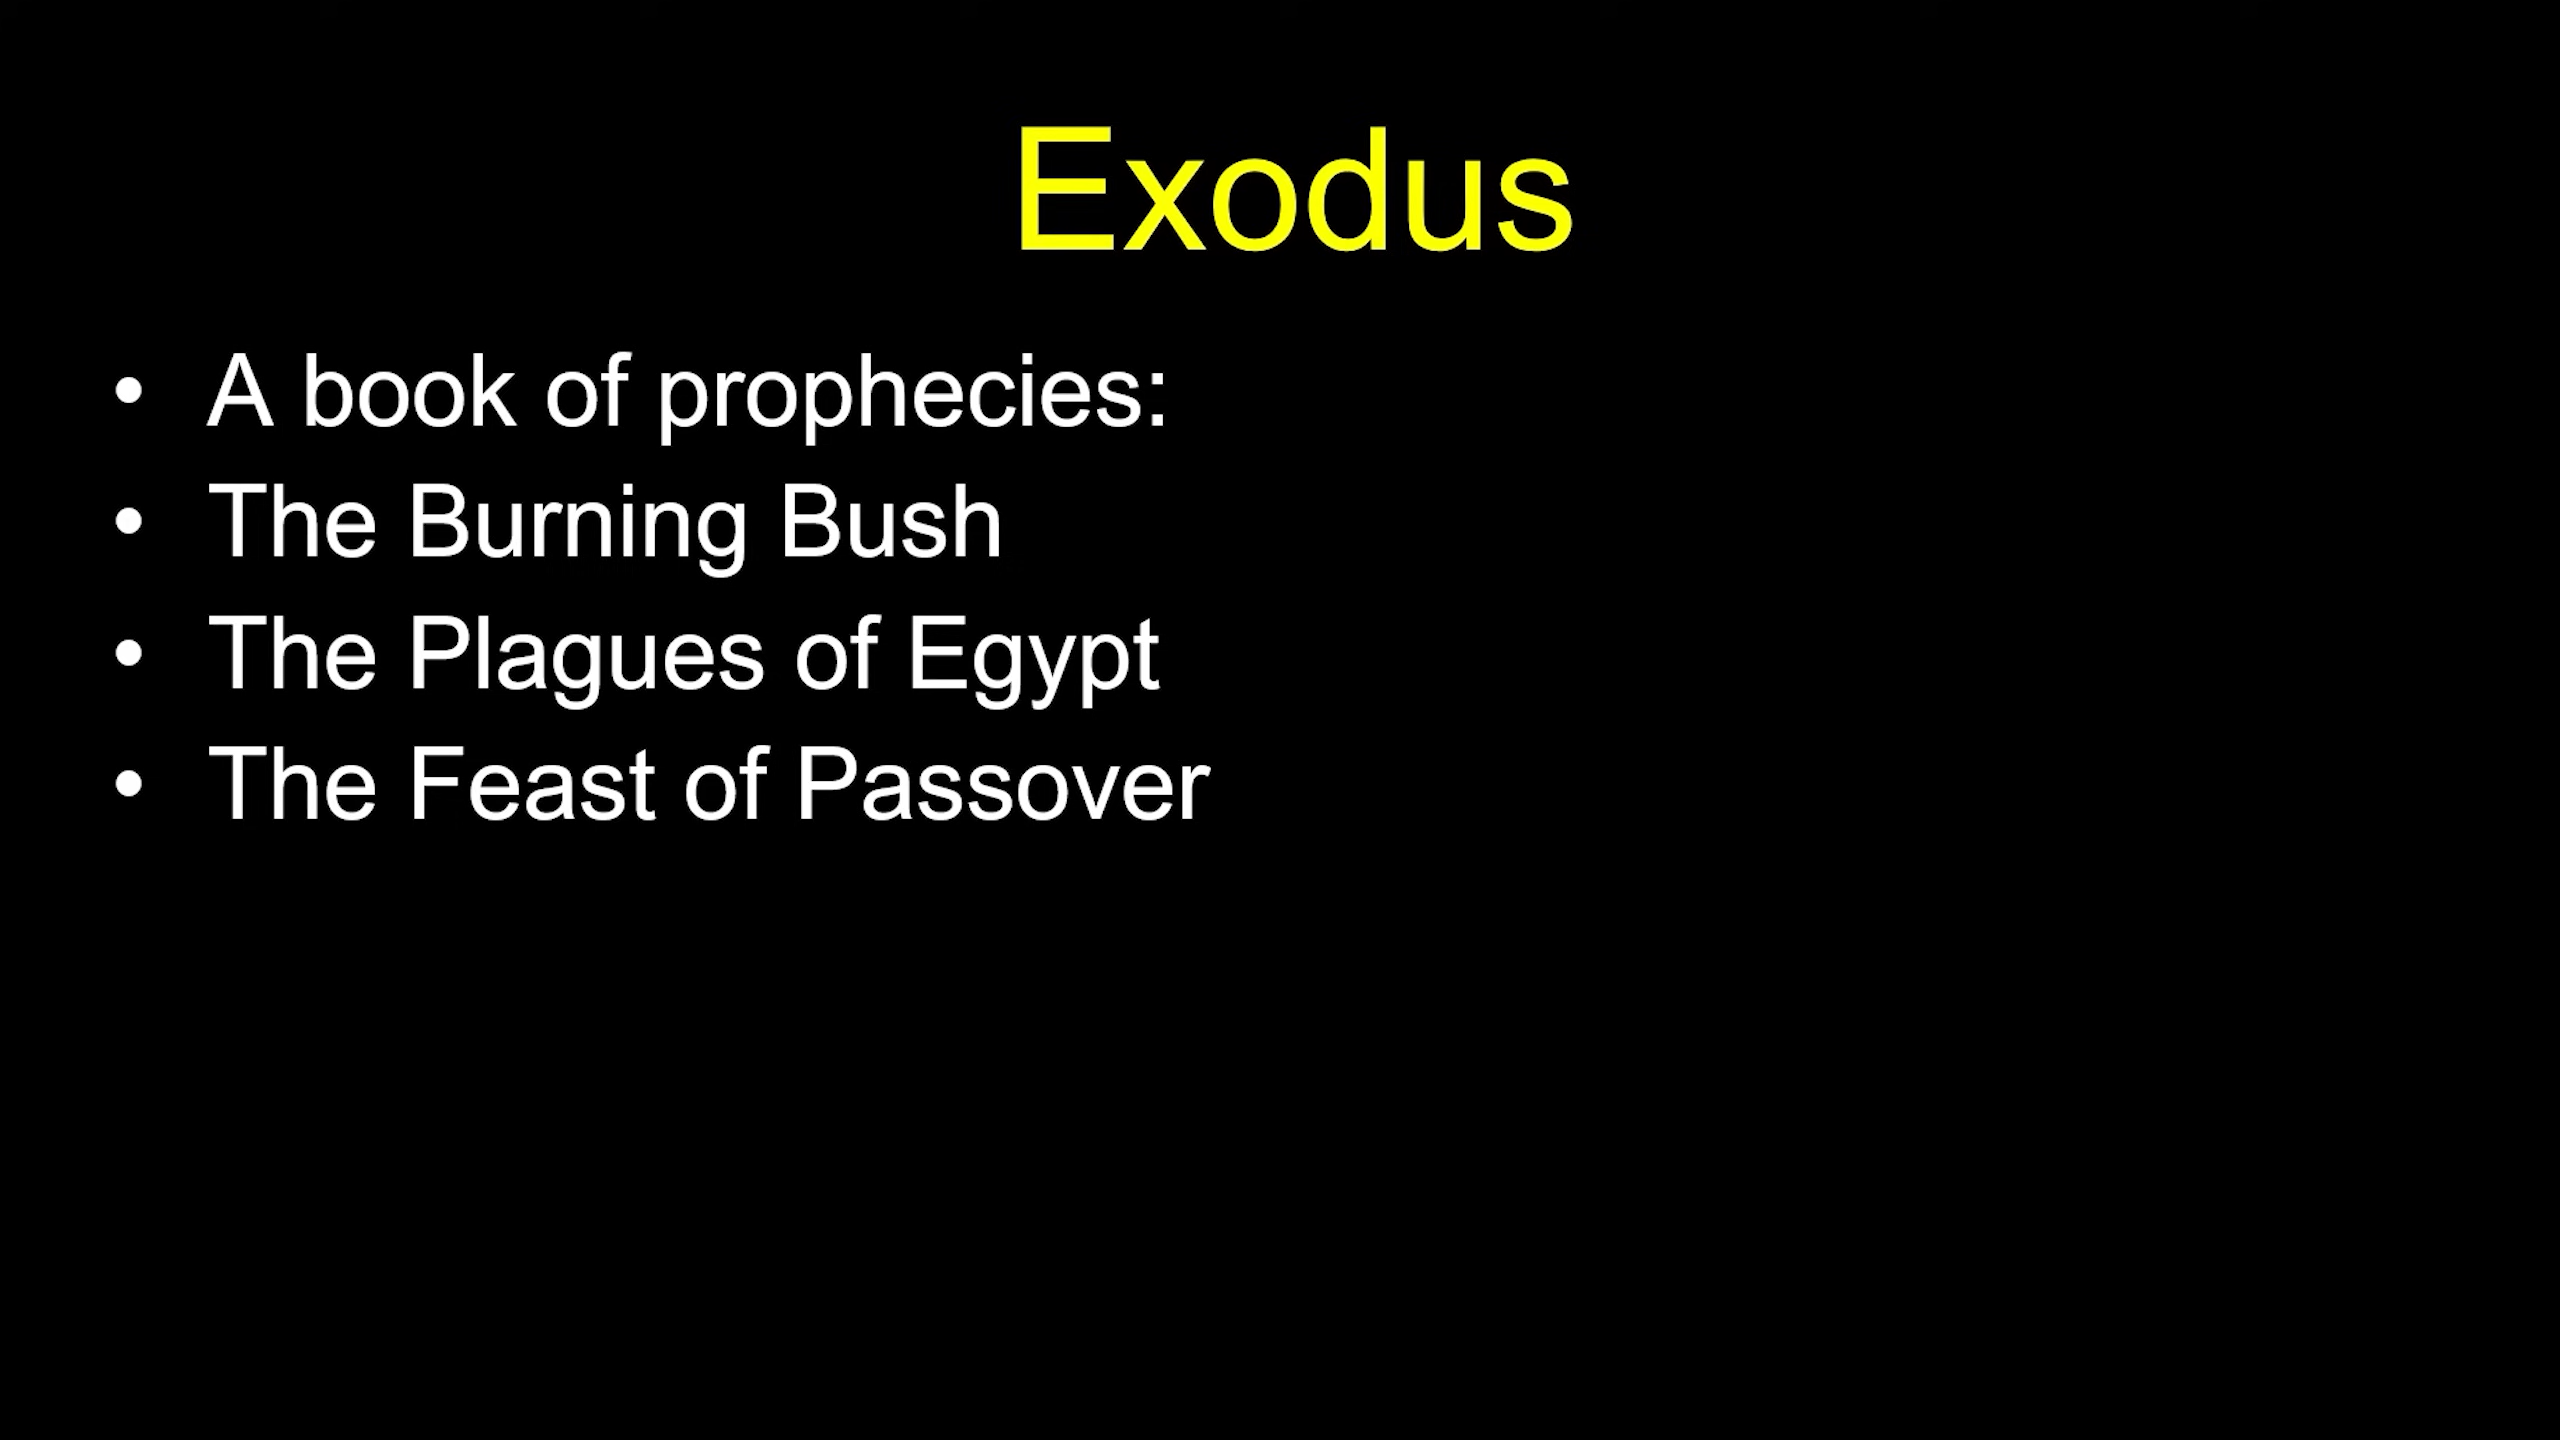 Exodus
• A book of prophecies:
• The Burning Bush
• The Plagues of Egypt
• The Feast of Passover